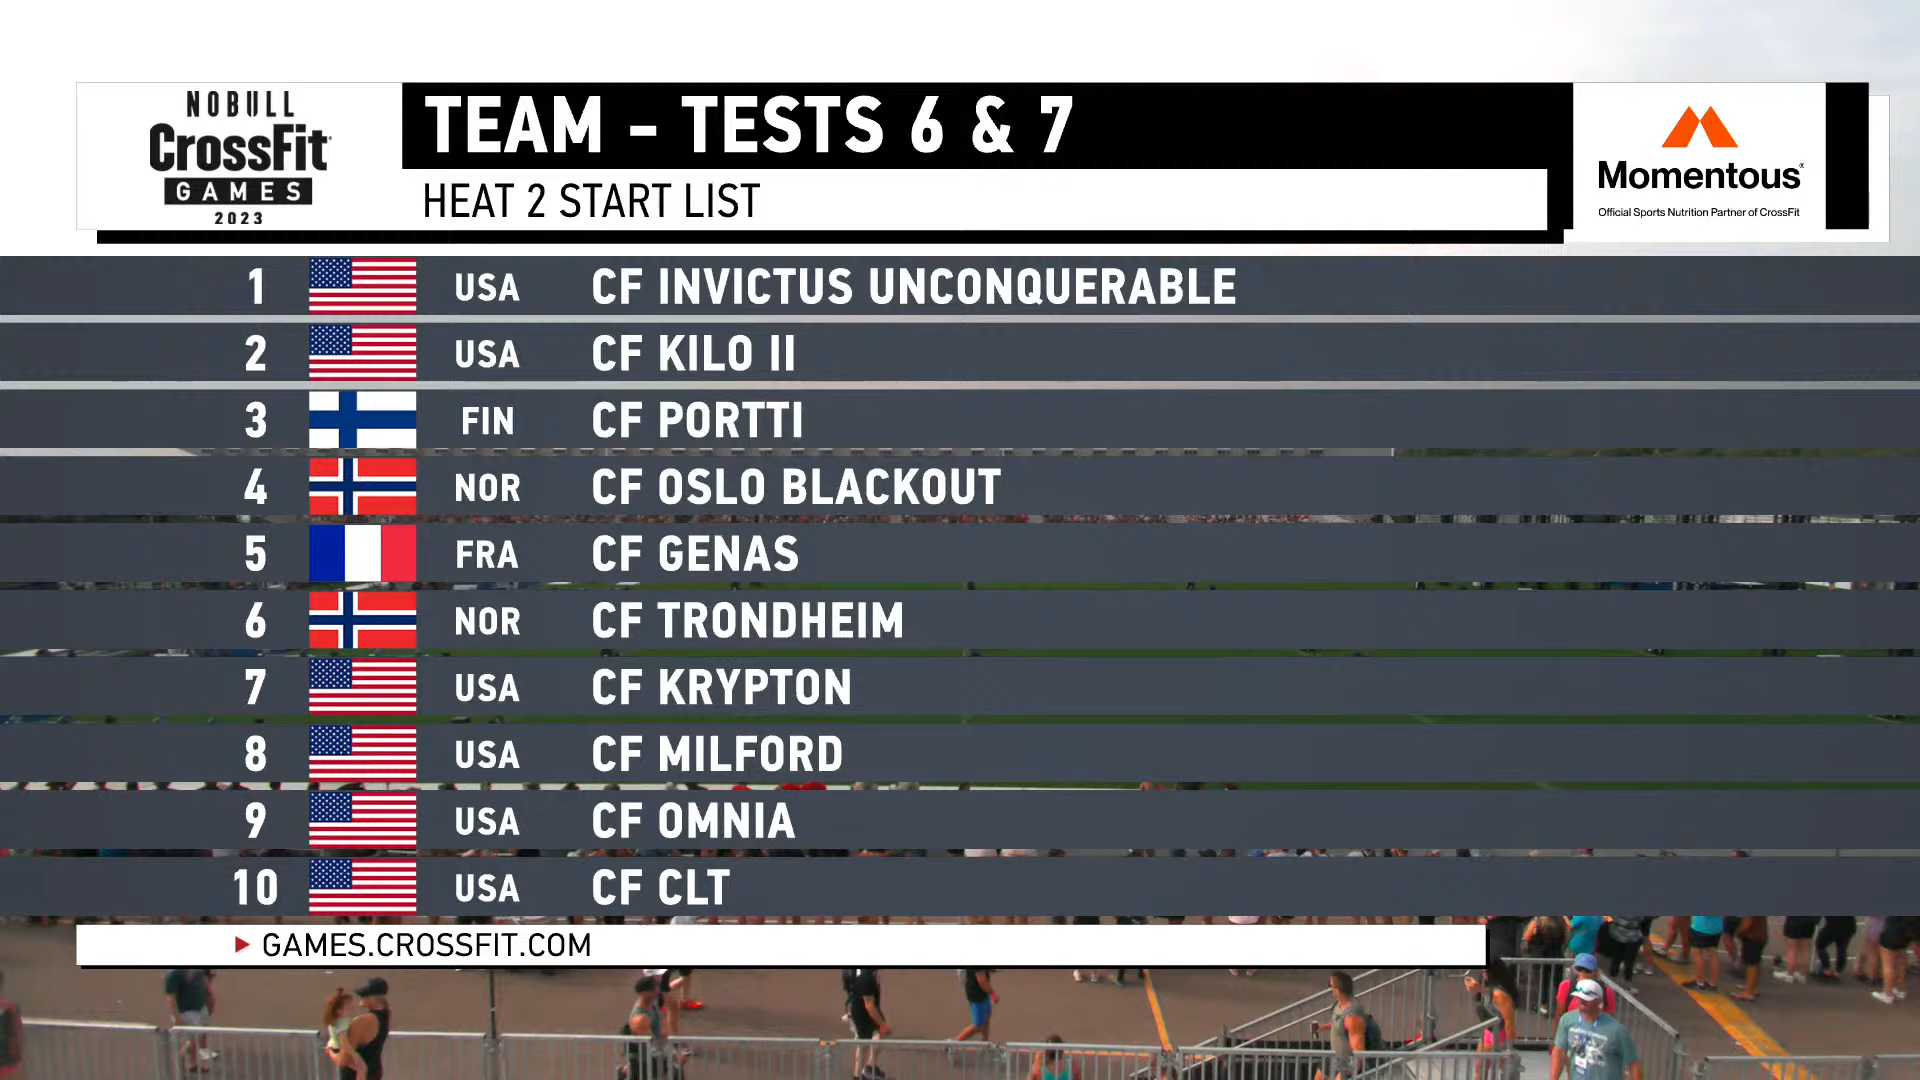 NOBULL
CrossFit
GAMES
2023
TEAM – TESTS 6 & 7
HEAT 2 START LIST
Momentous®
Official Sports Nutrition Partner of CrossFit
1 USA CF INVICTUS UNCONQUERABLE
2 USA CF KILO II
3 FIN CF PORTTI
4 NOR CF OSLO BLACKOUT
5 FRA CF GENAS
6 NOR CF TRONDHEIM
7 USA CF KRYPTON
8 USA CF MILFORD
9 USA CF OMNIA
10 USA CF CLT
GAMES.CROSSFIT.COM